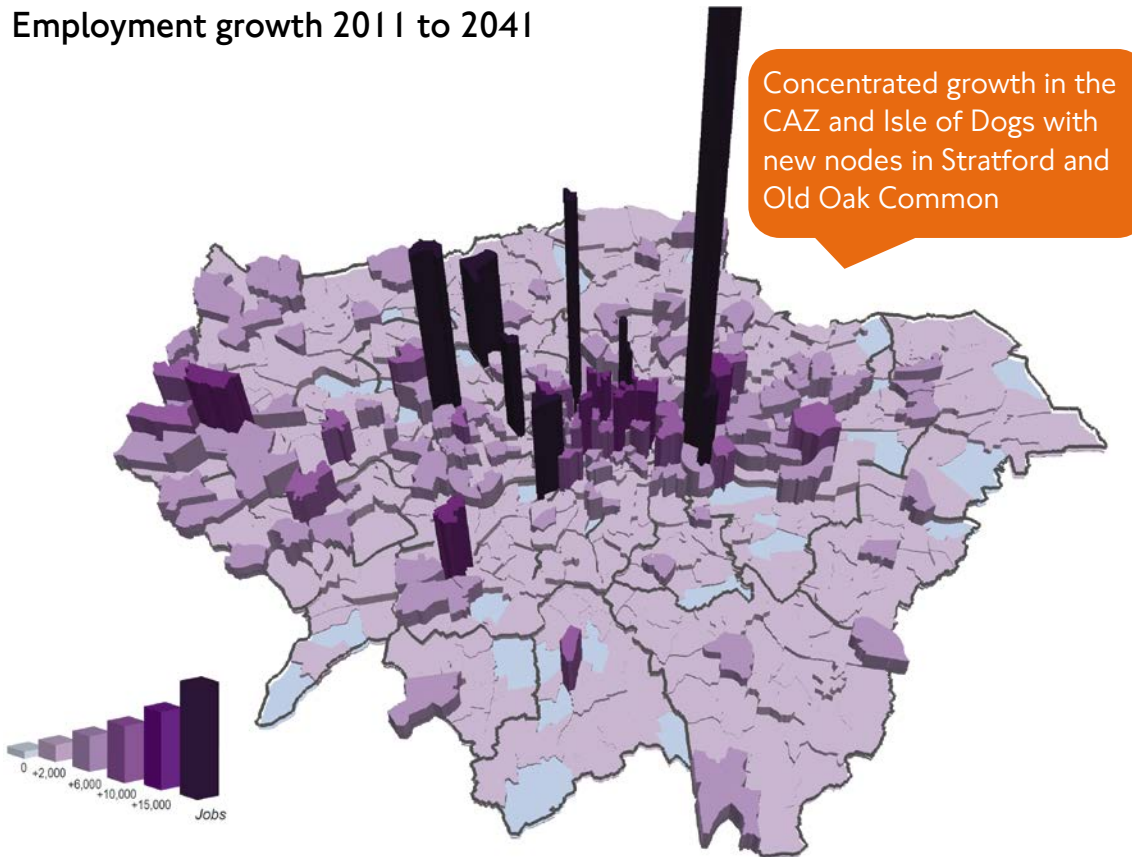 Employment growth 2011 to 2041
Concentrated growth in the
CAZ and Isle of Dogs with
new nodes in Stratford and
Old Oak Common
0
+2,000
+6,000
+10,000
+15,000
Jobs